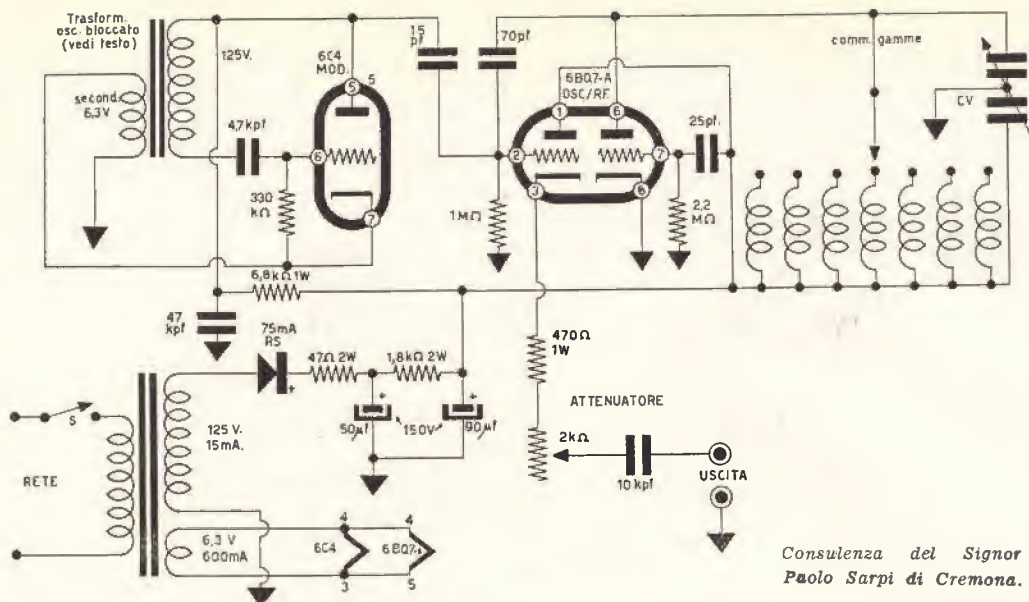 Trasform.
osc. bloccato
(vedi testo)
second.
6,3V
125V.
4,7kpf
330
kΩ
6C4
MOD.
5
5
6
7
15
pf
70pf
6BQ7-A
OSC/RF.
1
6
2
7
3
8
25pf.
1MΩ
2,2
MΩ
comm. gamme
CV
6,8kΩ 1W
47
kpf
75mA
RS
+
47Ω 2W
1,8kΩ 2W
+
+
50µf
150V
90µf
470Ω
1W
ATTENUATORE
2kΩ
10kpf
USCITA
S
RETE
125 V.
15mA.
6,3 V
600mA
4
6C4
3
4
6BQ7-A
5
Consulenza del Signor
Paolo Sarpi di Cremona.